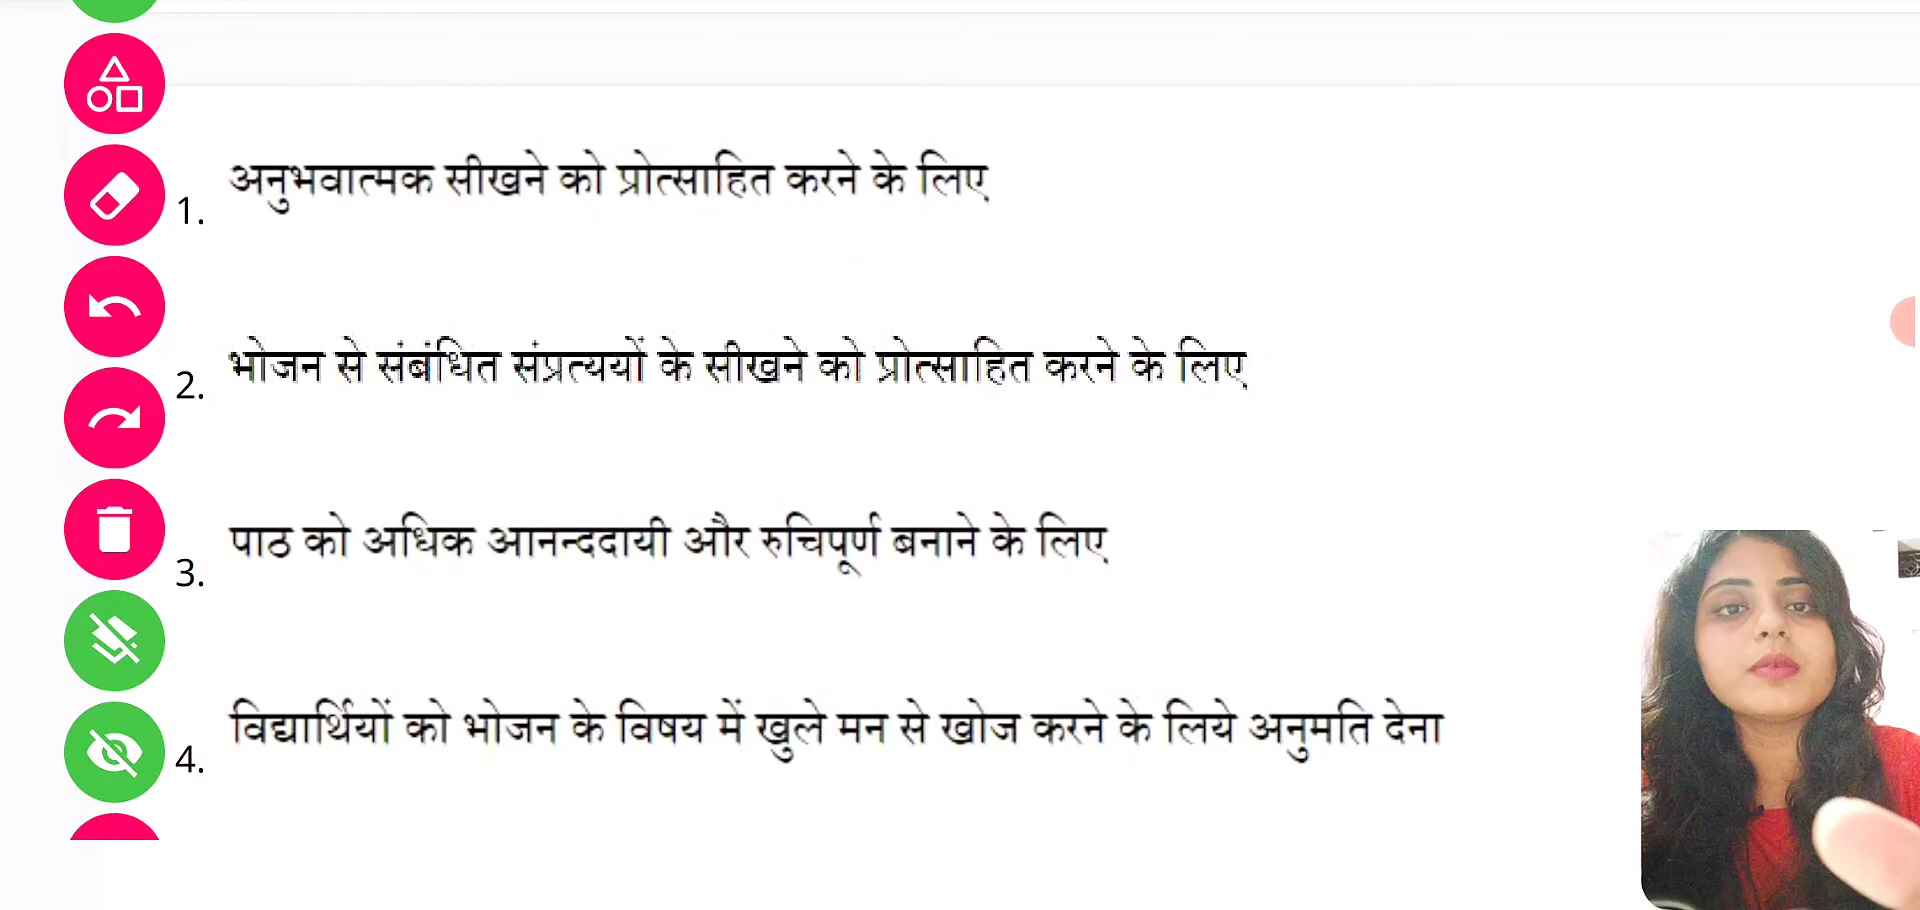 1. अनुभवात्मक सीखने को प्रोत्साहित करने के लिए
2. भोजन से संबंधित संप्रत्ययों के सीखने को प्रोत्साहित करने के लिए
3. पाठ को अधिक आनन्ददायी और रुचिपूर्ण बनाने के लिए
4. विद्यार्थियों को भोजन के विषय में खुले मन से खोज करने के लिये अनुमति देना